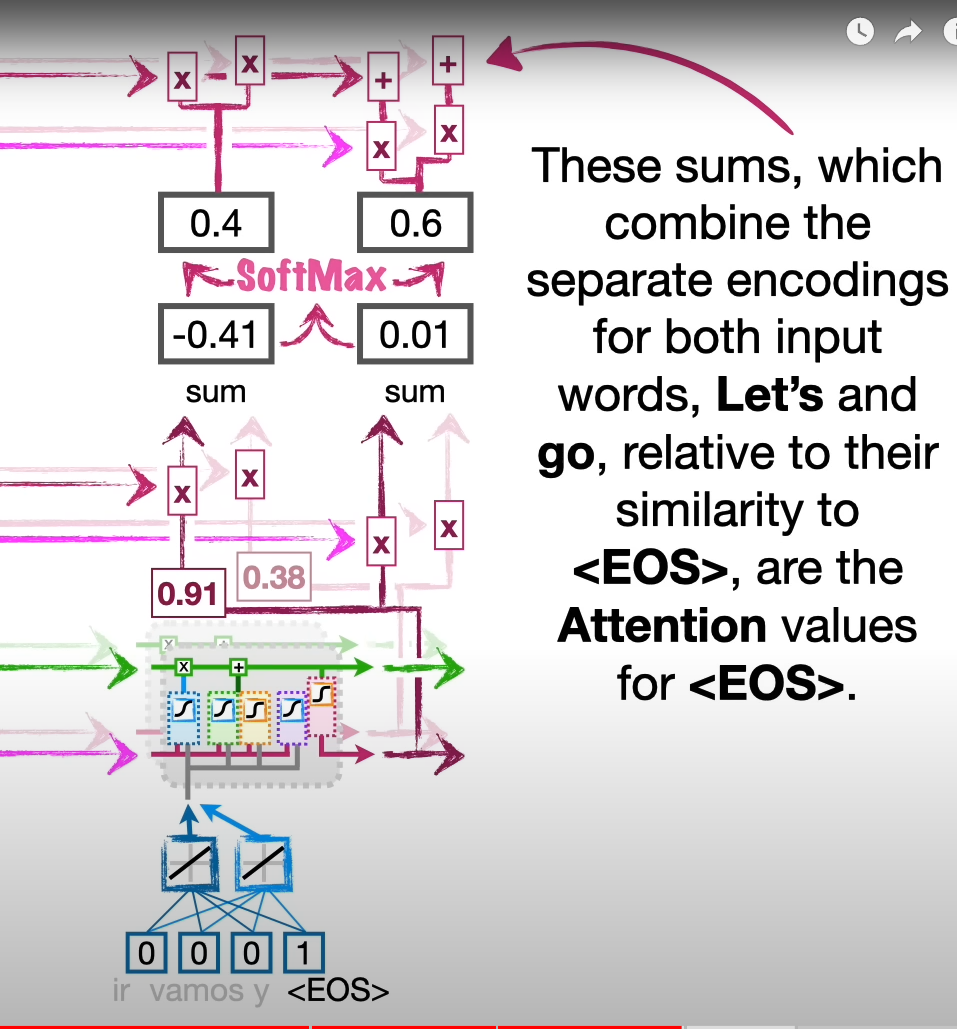 x x + +
x x
0.4 0.6
SoftMax
-0.41 0.01
sum sum
x x
x x
0.91 0.38
x +
x +
0 0 0 1
ir vamos y <EOS>
These sums, which
combine the
separate encodings
for both input
words, Let’s and
go, relative to their
similarity to
<EOS>, are the
Attention values
for <EOS>.